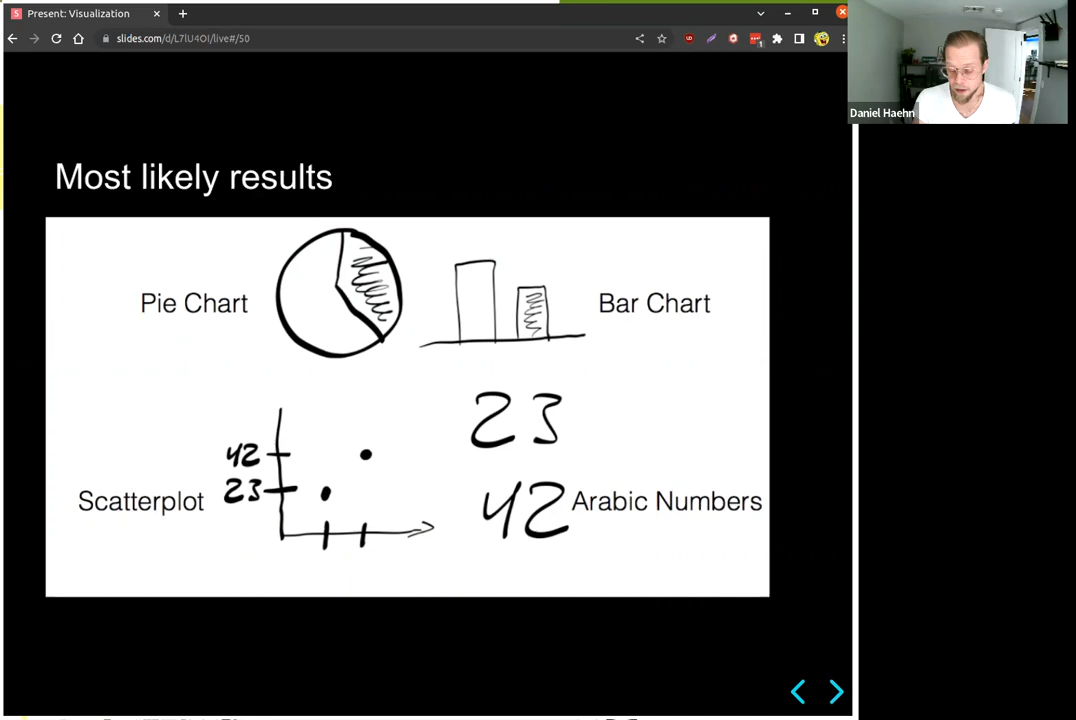 Present: Visualization
slides.com/d/L7lU4OI/live#/50
Daniel Haehn
Most likely results
Pie Chart
Bar Chart
23
42
23
Scatterplot
42
Arabic Numbers